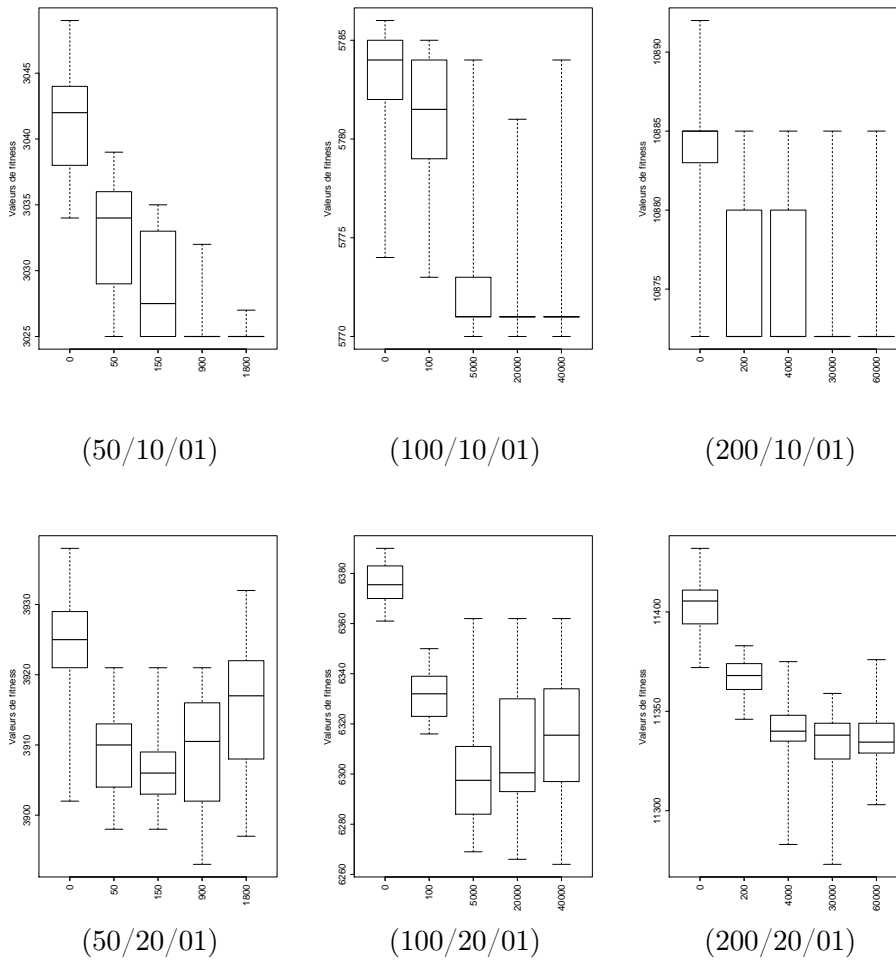 Valeurs de fitness
3025 3030 3035 3040 3045
0 50 150 900 1800
(50/10/01)
Valeurs de fitness
5770 5775 5780 5785
0 100 5000 20000 40000
(100/10/01)
Valeurs de fitness
10875 10880 10885 10890
0 200 4000 30000 60000
(200/10/01)
Valeurs de fitness
3900 3910 3920 3930
0 50 150 900 1800
(50/20/01)
Valeurs de fitness
6260 6280 6300 6320 6340 6360 6380
0 100 5000 20000 40000
(100/20/01)
Valeurs de fitness
11300 11350 11400
0 200 4000 30000 60000
(200/20/01)